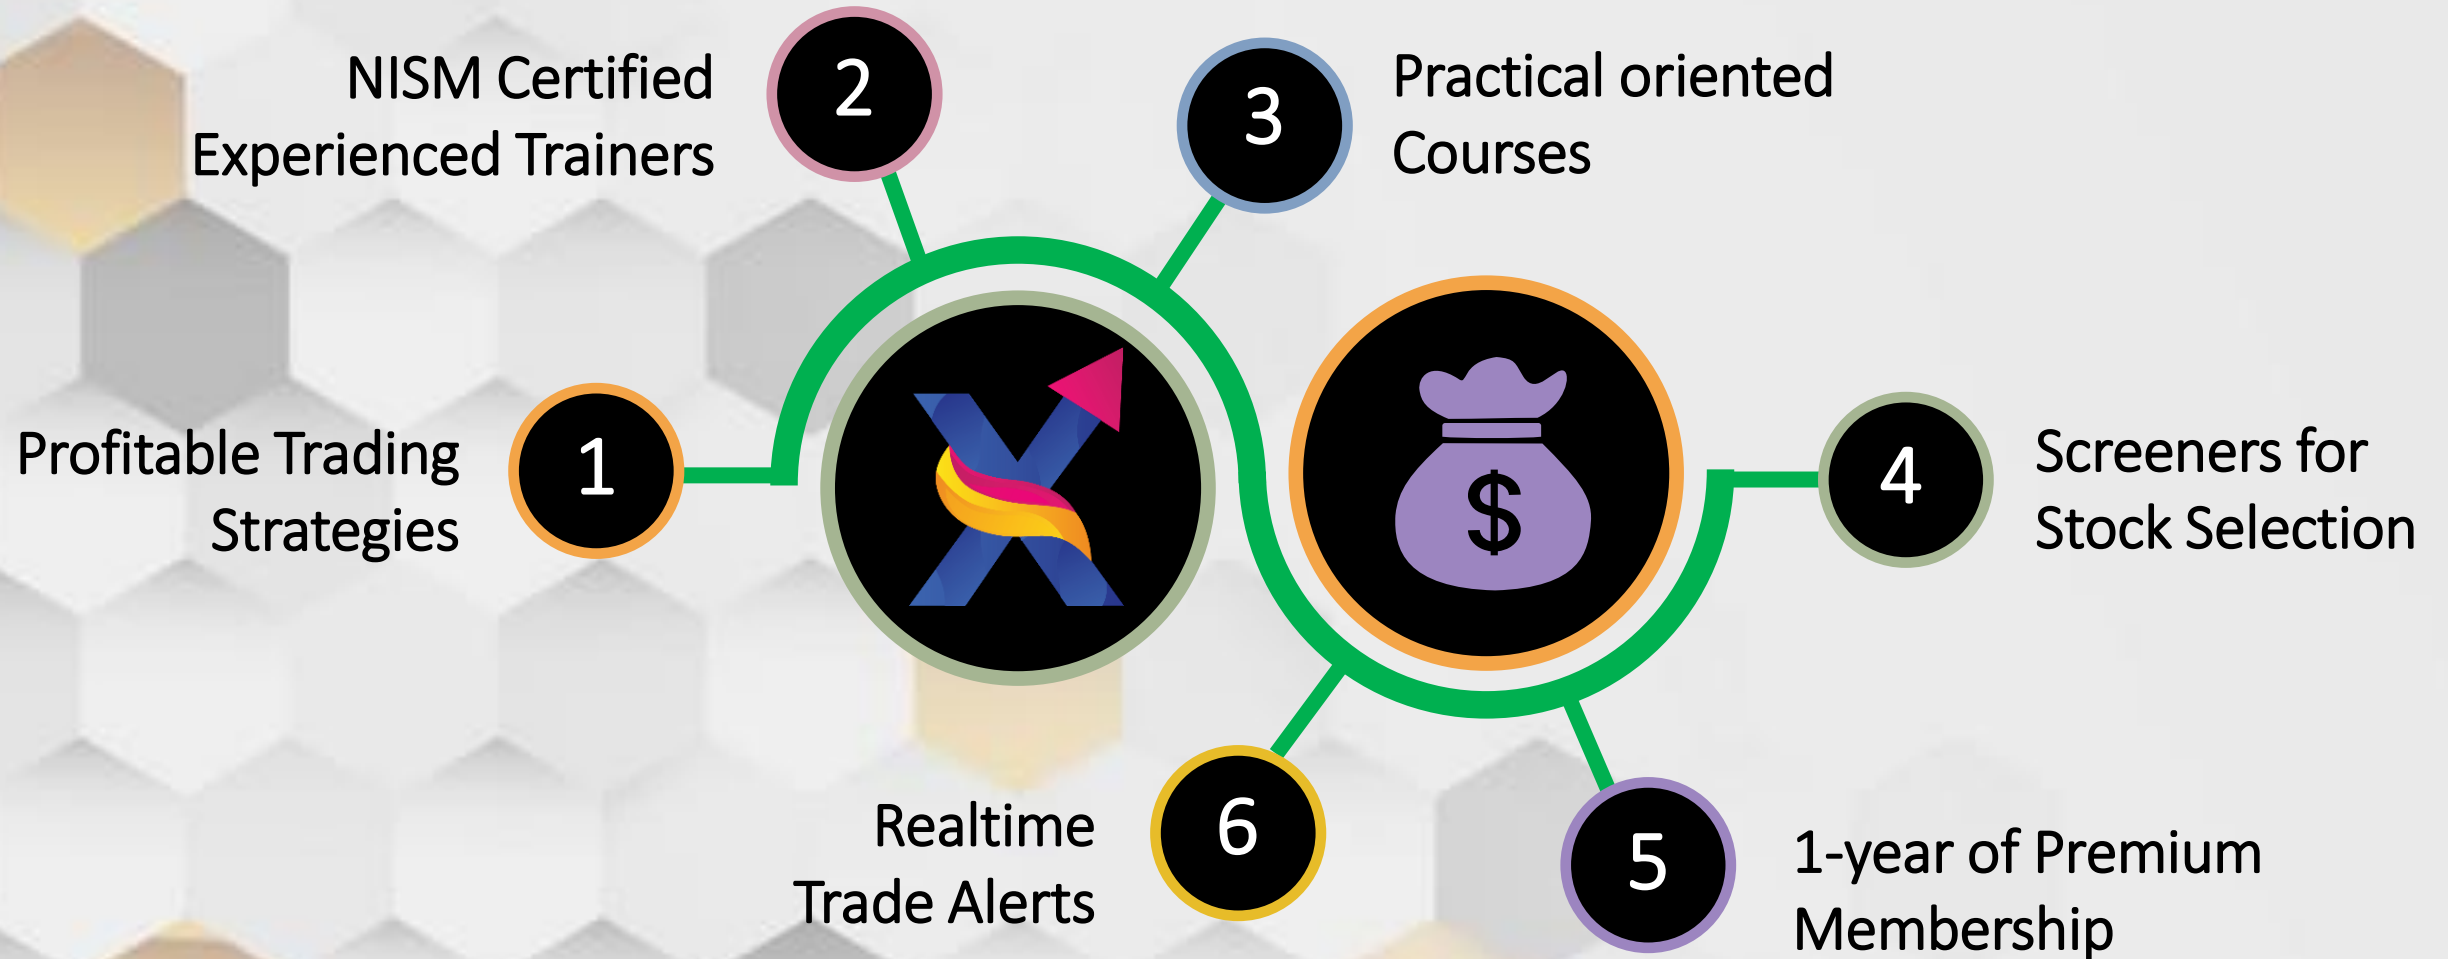 1
Profitable Trading
Strategies
2
NISM Certified
Experienced Trainers
3
Practical oriented
Courses
$
4
Screeners for
Stock Selection
5
1-year of Premium
Membership
6
Realtime
Trade Alerts